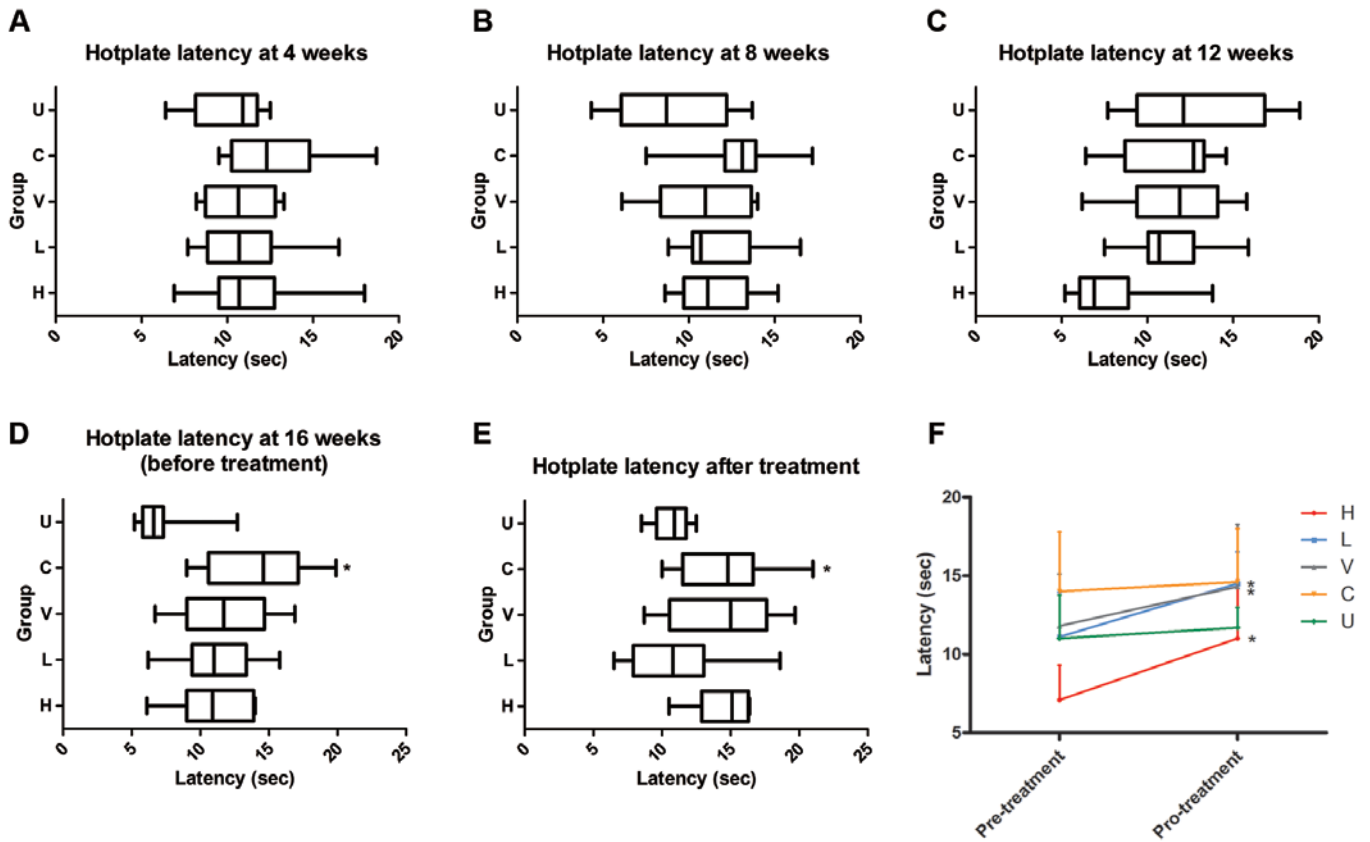 A
Hotplate latency at 4 weeks
Group
U
C
V
L
H
0
5
10
15
20
Latency (sec)
B
Hotplate latency at 8 weeks
Group
U
C
V
L
H
0
5
10
15
20
Latency (sec)
C
Hotplate latency at 12 weeks
Group
U
C
V
L
H
0
5
10
15
20
Latency (sec)
D
Hotplate latency at 16 weeks
(before treatment)
Group
U
C
*
V
L
H
0
5
10
15
20
25
Latency (sec)
E
Hotplate latency after treatment
Group
U
C
*
V
L
H
0
5
10
15
20
25
Latency (sec)
F
Latency (sec)
20
15
10
5
*
*
*
Pre-treatment
Pro-treatment
H
L
V
C
U